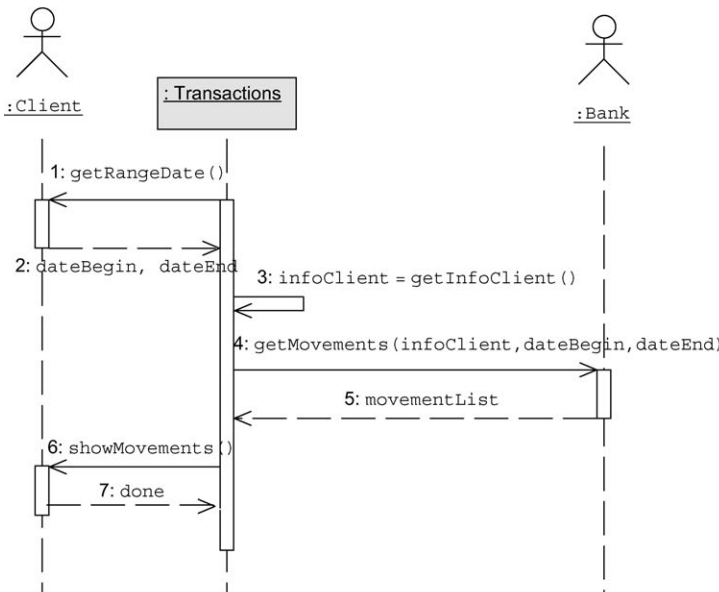 :Client
: Transactions
:Bank
1: getRangeDate()
2: dateBegin, dateEnd
3: infoClient = getInfoClient()
4: getMovements(infoClient,dateBegin,dateEnd)
5: movementList
6: showMovements()
7: done